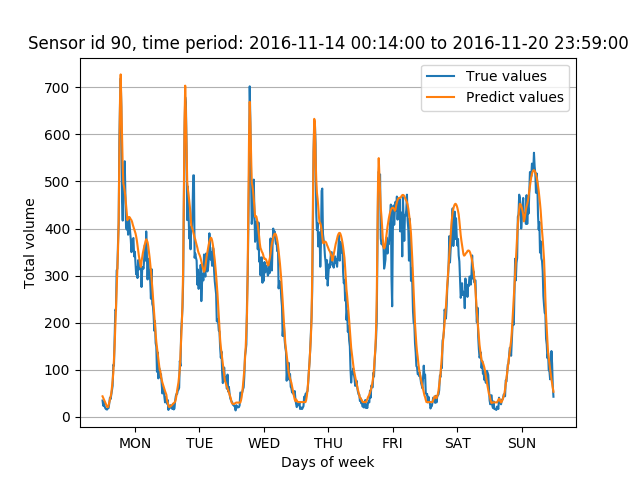 Sensor id 90, time period: 2016-11-14 00:14:00 to 2016-11-20 23:59:00
True values
Predict values
Total volume
700
600
500
400
300
200
100
0
MON TUE WED THU FRI SAT SUN
Days of week